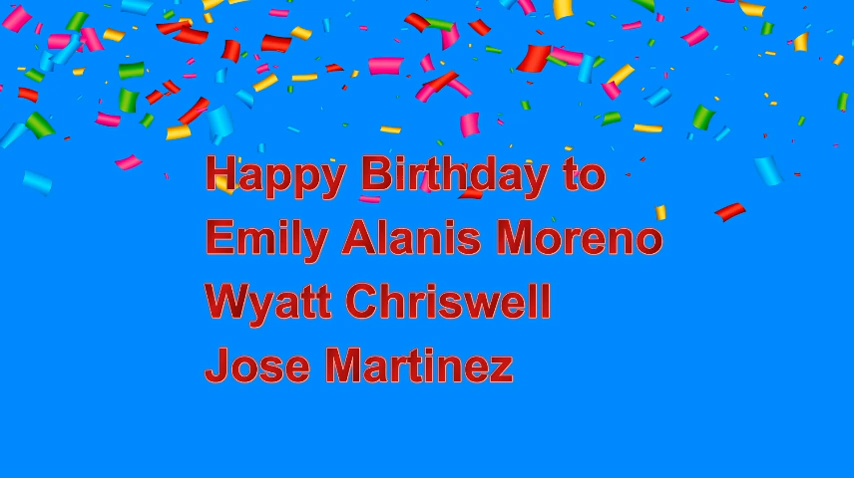 Happy Birthday to
Emily Alanis Moreno
Wyatt Chriswell
Jose Martinez